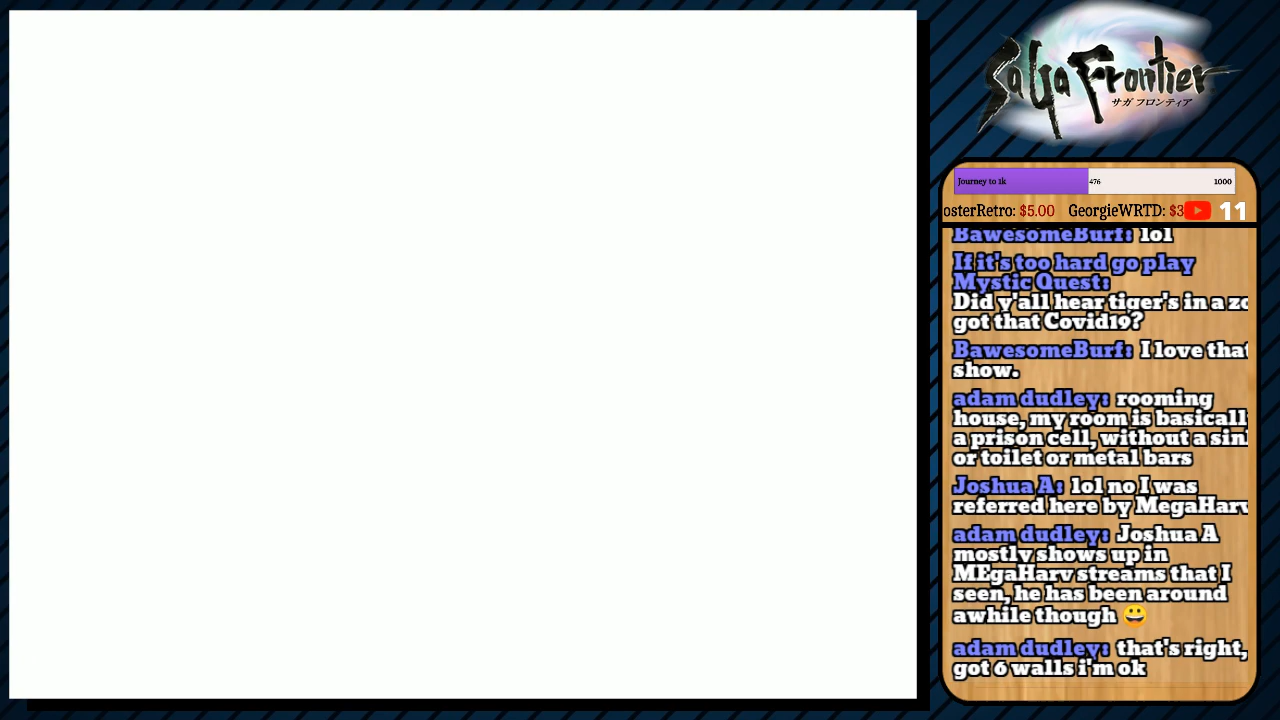 SaGa Frontier
サガ フロンティア
Journey to 1k 476 1000
osterRetro: $5.00 GeorgieWRTD: $3 11
BawesomeBurf: lol
If it's too hard go play
Mystic Quest:
Did y'all hear tiger's in a zo
got that Covid19?
BawesomeBurf: I love that
show.
adam dudley: rooming
house, my room is basicall
a prison cell, without a sin
or toilet or metal bars
Joshua A: lol no I was
referred here by MegaHarv
adam dudley: Joshua A
mostly shows up in
MEgaHarv streams that I
seen, he has been around
awhile though 😀
adam dudley: that's right,
got 6 walls i'm ok